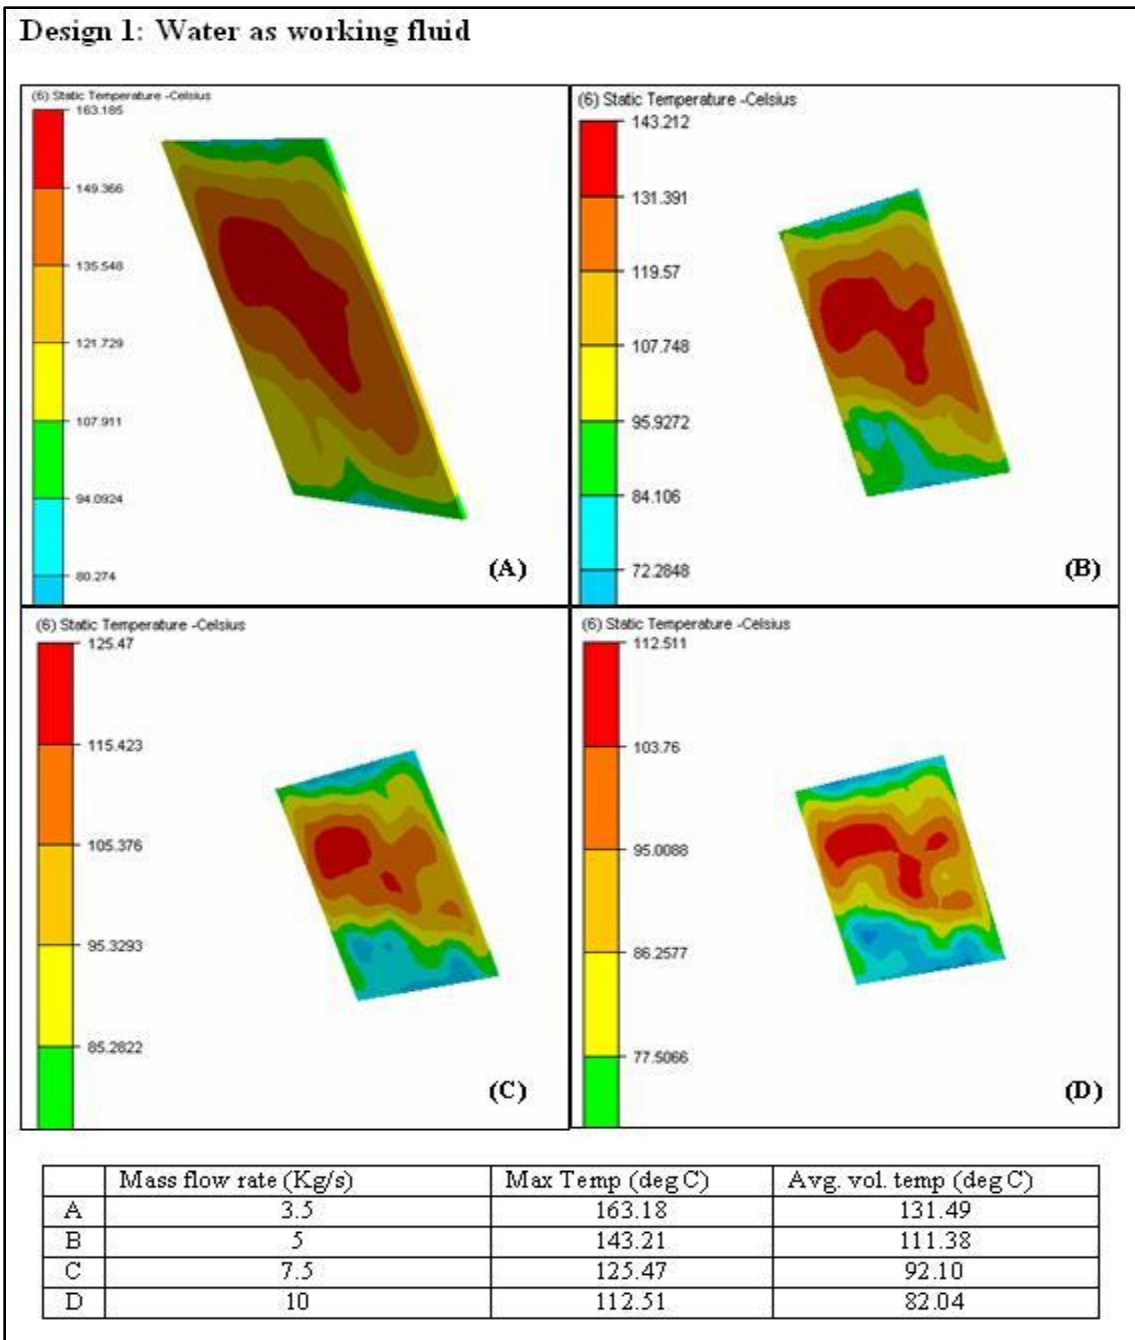 Design 1: Water as working fluid
(6) Static Temperature -Celsius
163.185
149.366
135.548
121.729
107.911
94.0924
80.274
(A)
(6) Static Temperature -Celsius
143.212
131.391
119.57
107.748
95.9272
84.106
72.2848
(B)
(6) Static Temperature -Celsius
125.47
115.423
105.376
95.3293
85.2822
(C)
(6) Static Temperature -Celsius
112.511
103.76
95.0088
86.2577
77.5066
(D)
Mass flow rate (Kg/s) Max Temp (deg C) Avg. vol. temp (deg C)
A 3.5 163.18 131.49
B 5 143.21 111.38
C 7.5 125.47 92.10
D 10 112.51 82.04